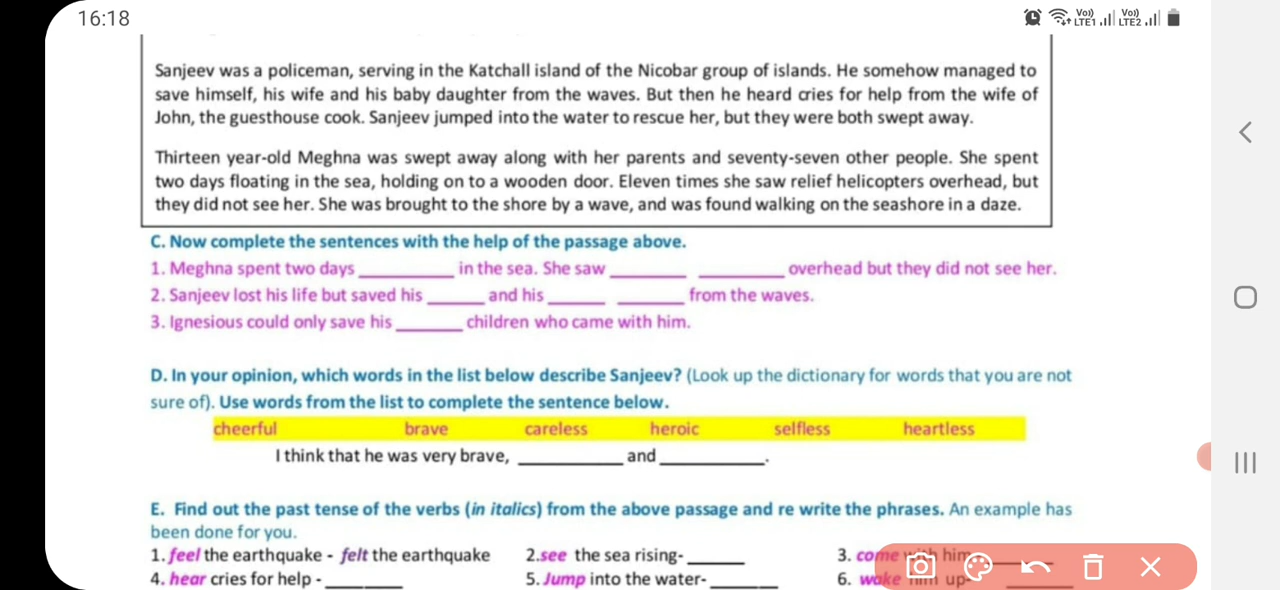 16:18
Vo)) LTE1 Vo)) LTE2
Sanjeev was a policeman, serving in the Katchall island of the Nicobar group of islands. He somehow managed to
save himself, his wife and his baby daughter from the waves. But then he heard cries for help from the wife of
John, the guesthouse cook. Sanjeev jumped into the water to rescue her, but they were both swept away.
Thirteen year-old Meghna was swept away along with her parents and seventy-seven other people. She spent
two days floating in the sea, holding on to a wooden door. Eleven times she saw relief helicopters overhead, but
they did not see her. She was brought to the shore by a wave, and was found walking on the seashore in a daze.
C. Now complete the sentences with the help of the passage above.
1. Meghna spent two days __________ in the sea. She saw ________ _________ overhead but they did not see her.
2. Sanjeev lost his life but saved his ______ and his ______ _______ from the waves.
3. Ignesious could only save his _______ children who came with him.
D. In your opinion, which words in the list below describe Sanjeev? (Look up the dictionary for words that you are not
sure of). Use words from the list to complete the sentence below.
cheerful brave careless heroic selfless heartless
I think that he was very brave, ___________ and ___________.
E. Find out the past tense of the verbs (in italics) from the above passage and re write the phrases. An example has
been done for you.
1. feel the earthquake - felt the earthquake 2.see the sea rising-______ 3. come with him
4. hear cries for help -________ 5. Jump into the water-_______ 6. wake him up-_______